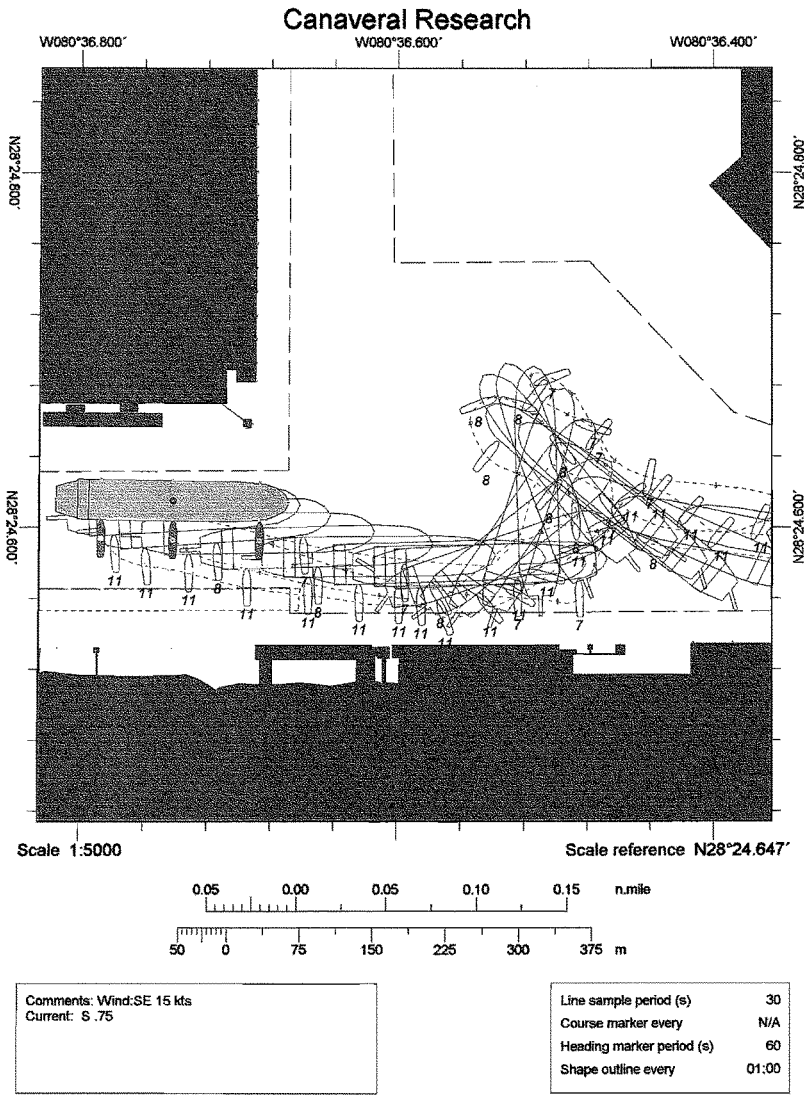 Canaveral Research
W080°36.800´ W080°36.600´ W080°36.400´
N28°24.800´ N28°24.800´
N28°24.600´ N28°24.600´
8 8 7
8 8 7
11 11 11 11 8 11 11
11 11 11 8 11 11 8 7 11 11 11 8 11 11 7 11 7
Scale 1:5000 Scale reference N28°24.647´
0.05 0.00 0.05 0.10 0.15 n.mile
50 0 75 150 225 300 375 m
Comments: Wind:SE 15 kts
Current: S .75
Line sample period (s) 30
Course marker every N/A
Heading marker period (s) 60
Shape outline every 01:00